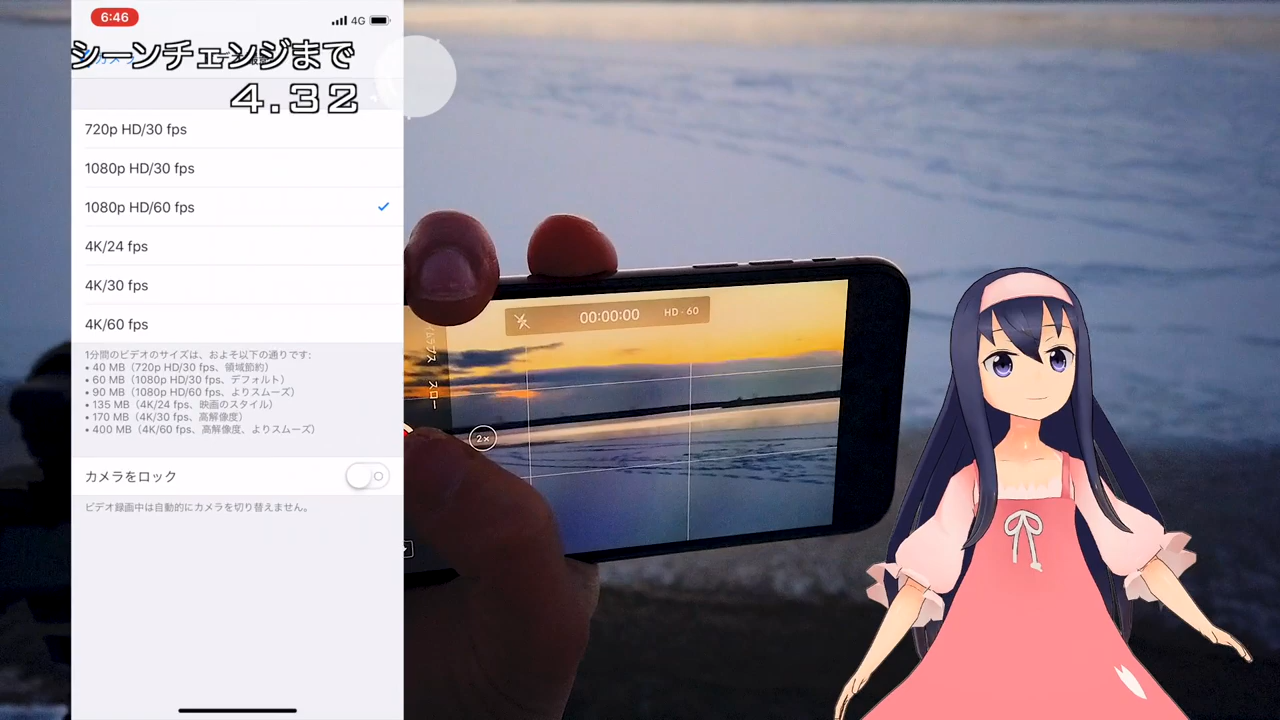 6:46
4G
シーンチェンジまで
4.32
720p HD/30 fps
1080p HD/30 fps
1080p HD/60 fps
4K/24 fps
4K/30 fps
4K/60 fps
1分間のビデオのサイズは、およそ以下の通りです:
• 40 MB（720p HD/30 fps、領域節約）
• 60 MB（1080p HD/30 fps、デフォルト）
• 90 MB（1080p HD/60 fps、よりスムーズ）
• 135 MB（4K/24 fps、映画のスタイル）
• 170 MB（4K/30 fps、高解像度）
• 400 MB（4K/60 fps、高解像度、よりスムーズ）
カメラをロック
ビデオ録画中は自動的にカメラを切り替えません。
00:00:00
HD · 60
スロー
2×